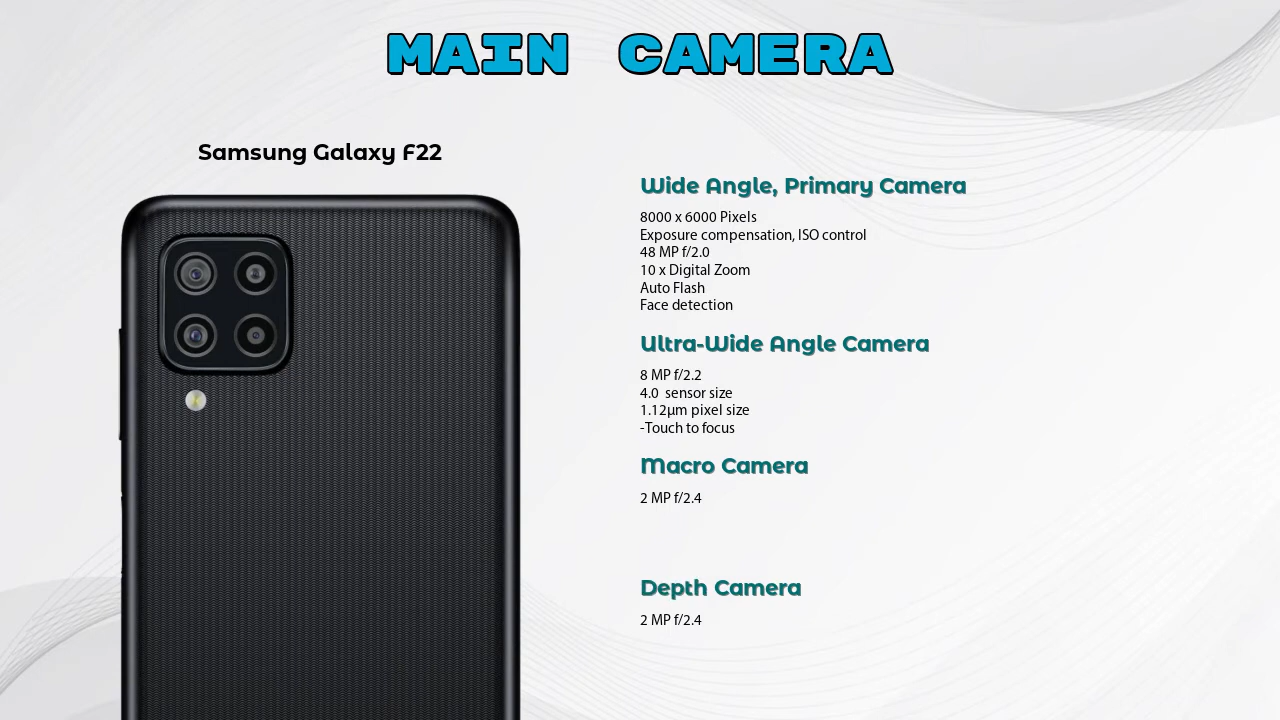 MAIN CAMERA
Samsung Galaxy F22
Wide Angle, Primary Camera
8000 x 6000 Pixels
Exposure compensation, ISO control
48 MP f/2.0
10 x Digital Zoom
Auto Flash
Face detection
Ultra-Wide Angle Camera
8 MP f/2.2
4.0  sensor size
1.12µm pixel size
-Touch to focus
Macro Camera
2 MP f/2.4
Depth Camera
2 MP f/2.4